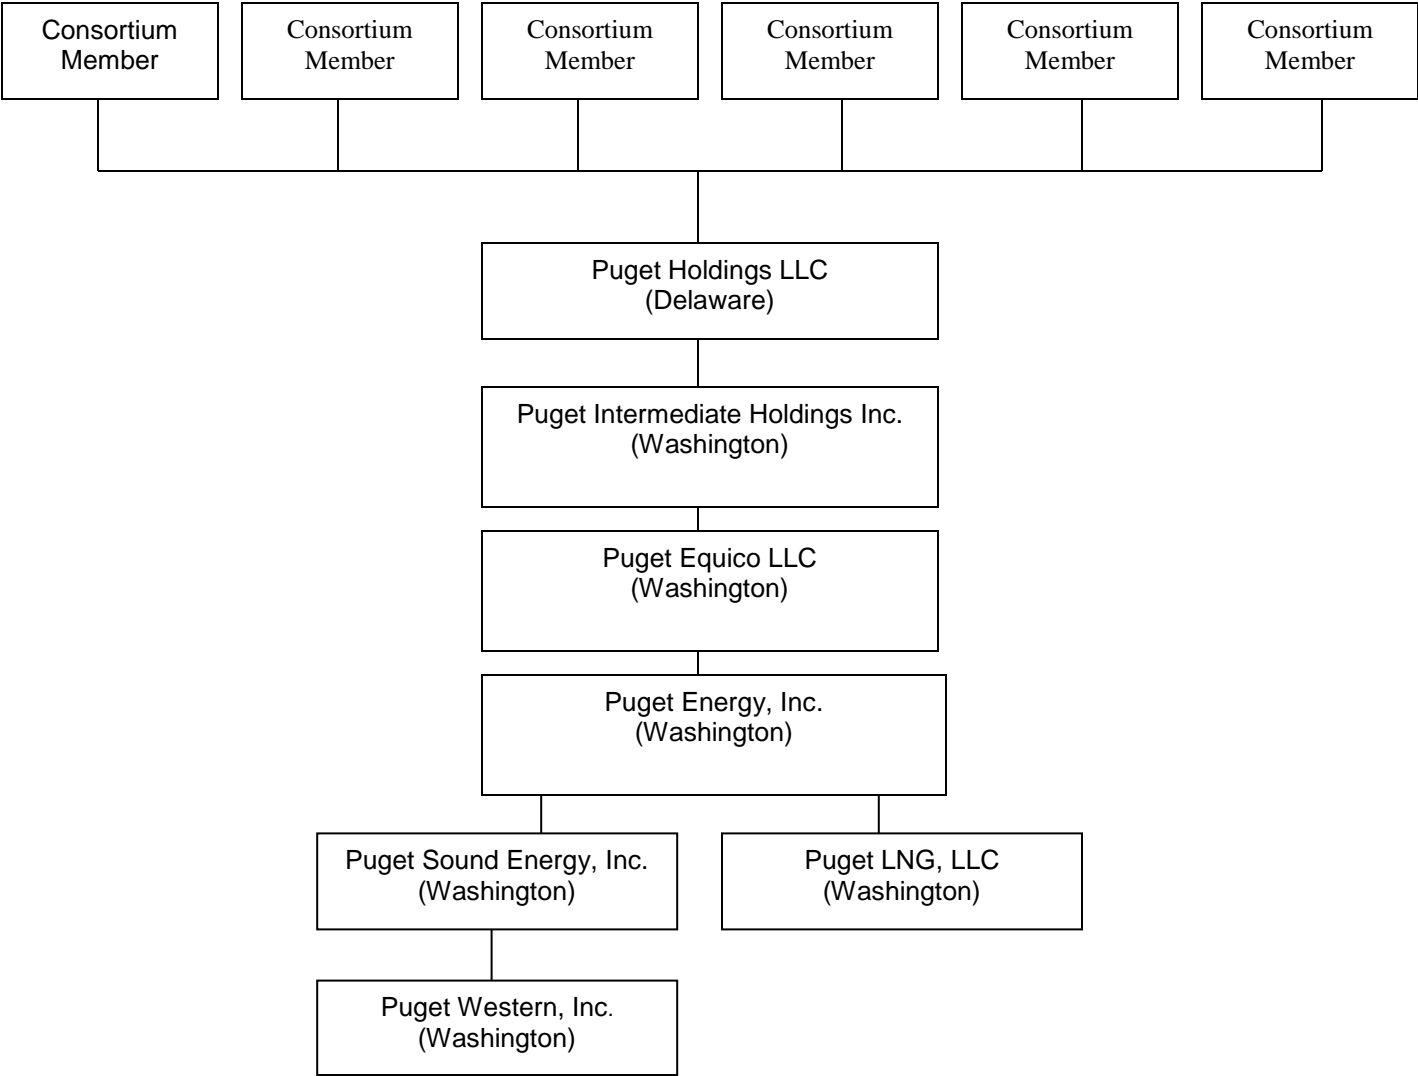 Consortium
Member
Consortium
Member
Consortium
Member
Consortium
Member
Consortium
Member
Consortium
Member
Puget Holdings LLC
(Delaware)
Puget Intermediate Holdings Inc.
(Washington)
Puget Equico LLC
(Washington)
Puget Energy, Inc.
(Washington)
Puget Sound Energy, Inc.
(Washington)
Puget LNG, LLC
(Washington)
Puget Western, Inc.
(Washington)